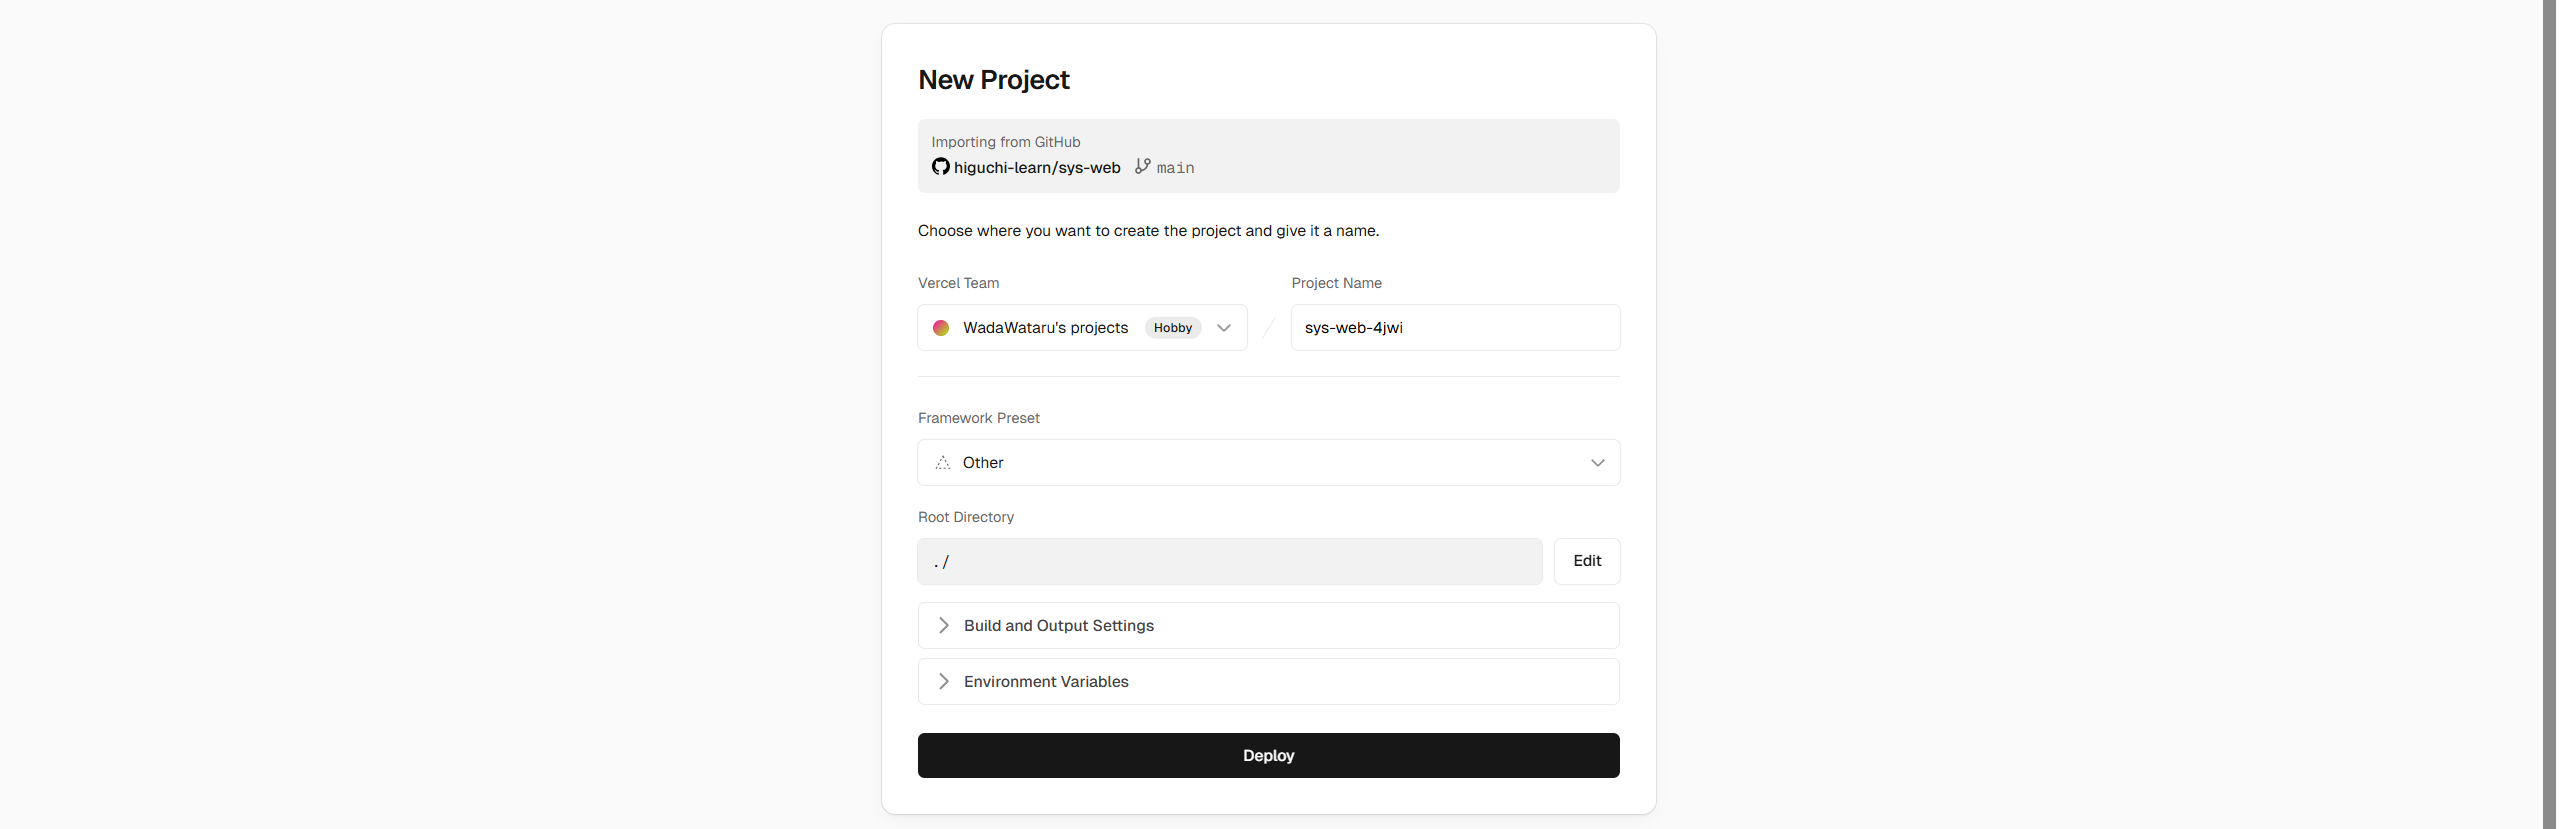 New Project
Importing from GitHub
higuchi-learn/sys-web main
Choose where you want to create the project and give it a name.
Vercel Team
Project Name
WadaWataru's projects Hobby
sys-web-4jwi
Framework Preset
Other
Root Directory
./
Edit
Build and Output Settings
Environment Variables
Deploy